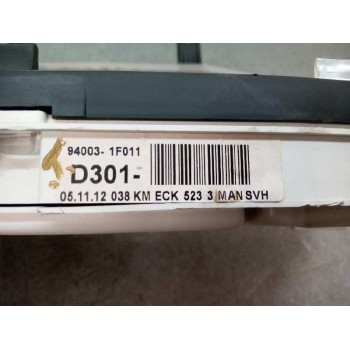 94003- 1F011
D301-
05.11.12 038 KM ECK 523 3 MAN SVH